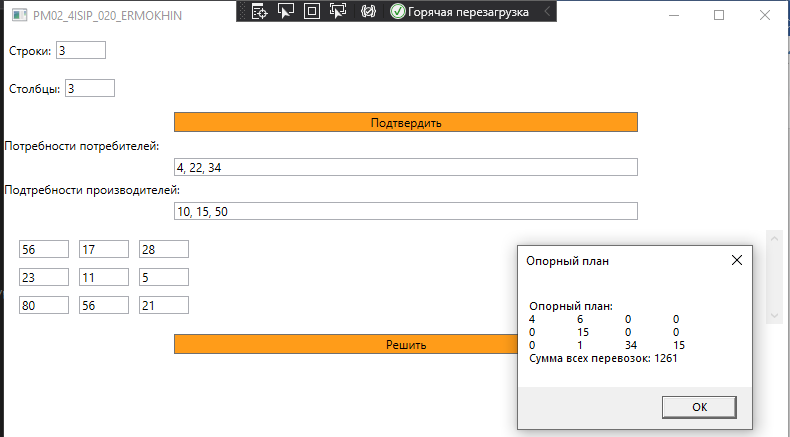 PM02_4ISIP_020_ERMOKHIN
Горячая перезагрузка
Строки: 3
Столбцы: 3
Подтвердить
Потребности потребителей:
4, 22, 34
Подтребности производителей:
10, 15, 50
56 17 28
23 11 5
80 56 21
Решить
Опорный план
Опорный план:
4 6 0 0
0 15 0 0
0 1 34 15
Сумма всех перевозок: 1261
OK